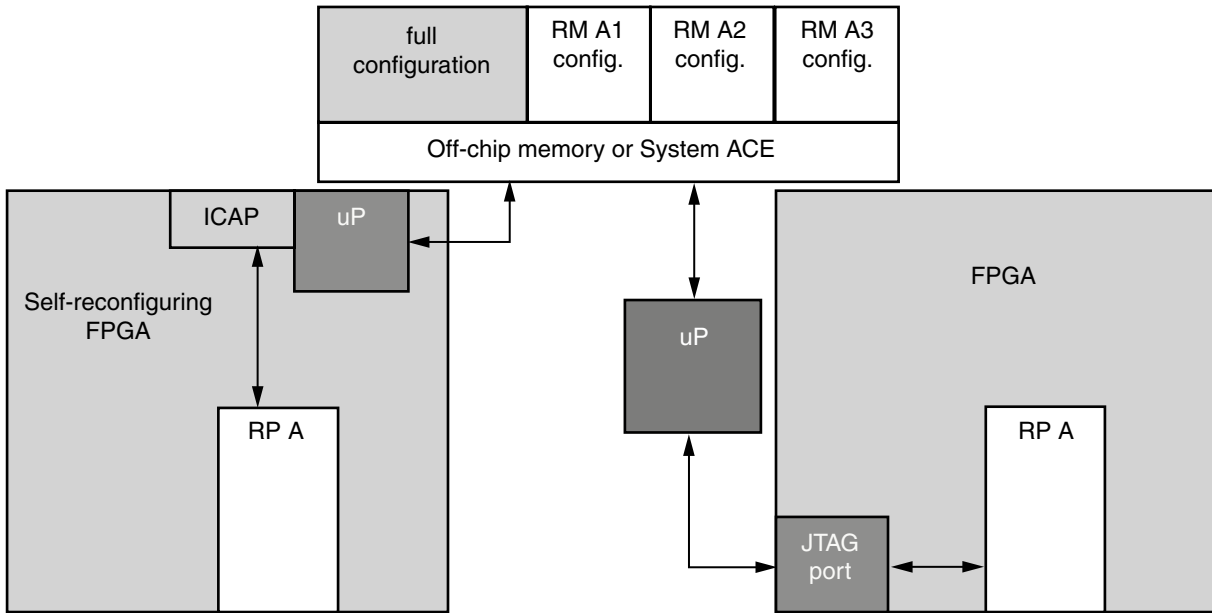 full
configuration
RM A1
config.
RM A2
config.
RM A3
config.
Off-chip memory or System ACE
ICAP
uP
Self-reconfiguring
FPGA
RP A
uP
FPGA
RP A
JTAG
port